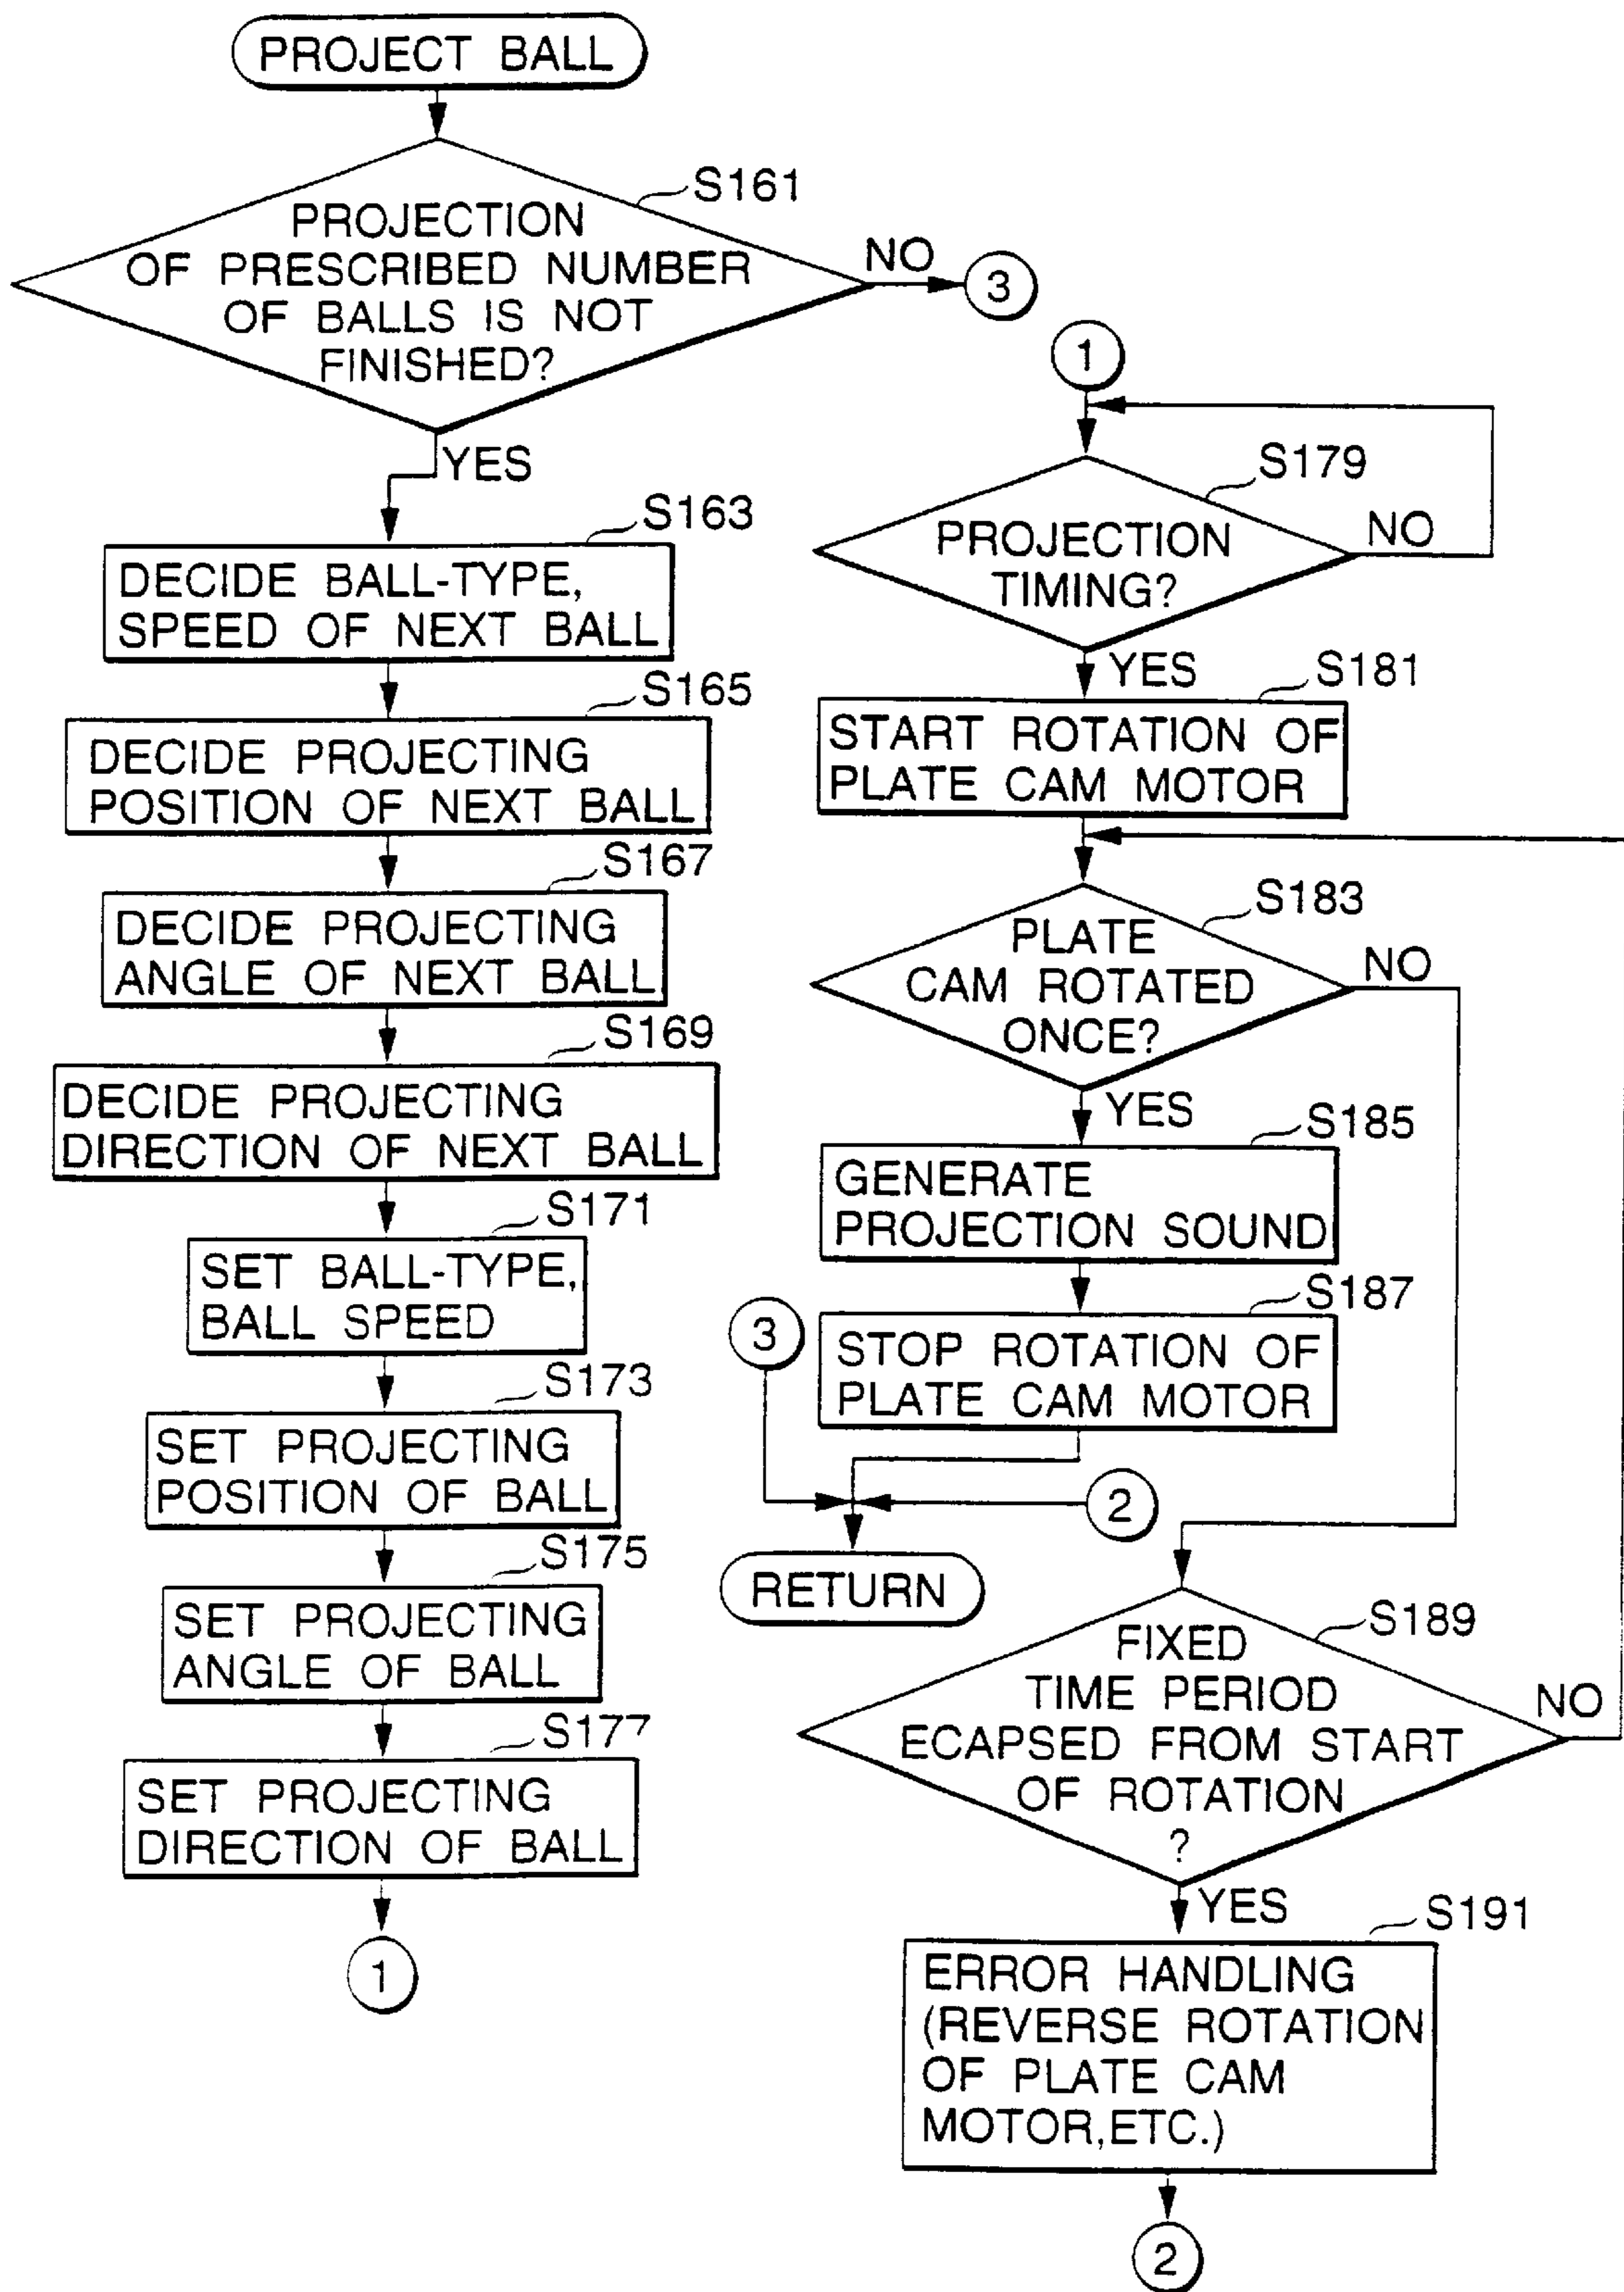 PROJECT BALL
S161
PROJECTION
OF PRESCRIBED NUMBER
OF BALLS IS NOT
FINISHED?
NO
3
YES
S163
DECIDE BALL-TYPE,
SPEED OF NEXT BALL
S165
DECIDE PROJECTING
POSITION OF NEXT BALL
S167
DECIDE PROJECTING
ANGLE OF NEXT BALL
S169
DECIDE PROJECTING
DIRECTION OF NEXT BALL
S171
SET BALL-TYPE,
BALL SPEED
S173
SET PROJECTING
POSITION OF BALL
S175
SET PROJECTING
ANGLE OF BALL
S177
SET PROJECTING
DIRECTION OF BALL
1
1
S179
PROJECTION
TIMING?
NO
YES
S181
START ROTATION OF
PLATE CAM MOTOR
S183
PLATE
CAM ROTATED
ONCE?
NO
YES
S185
GENERATE
PROJECTION SOUND
S187
STOP ROTATION OF
PLATE CAM MOTOR
3
2
RETURN
S189
FIXED
TIME PERIOD
ECAPSED FROM START
OF ROTATION
?
NO
YES
S191
ERROR HANDLING
(REVERSE ROTATION
OF PLATE CAM
MOTOR,ETC.)
2